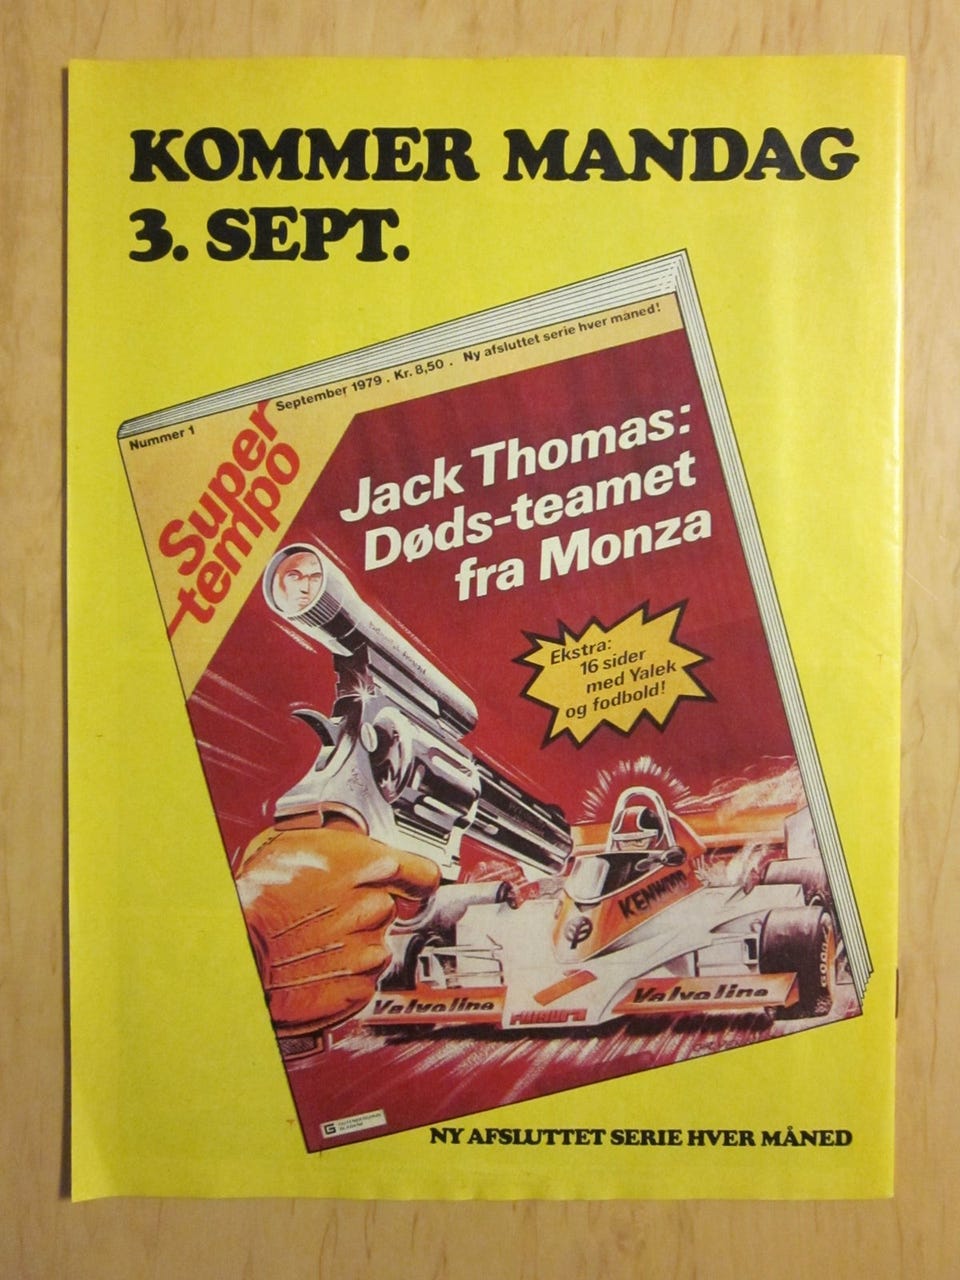 KOMMER MANDAG
3. SEPT.
Nummer 1
September 1979 . Kr. 8,50 . Ny afsluttet serie hver måned!
Super
tempo
Jack Thomas:
Døds-teamet
fra Monza
Ekstra:
16 sider
med Yalek
og fodbold!
KENWOOD
Valvoline
Valvoline
G
NY AFSLUTTET SERIE HVER MÅNED